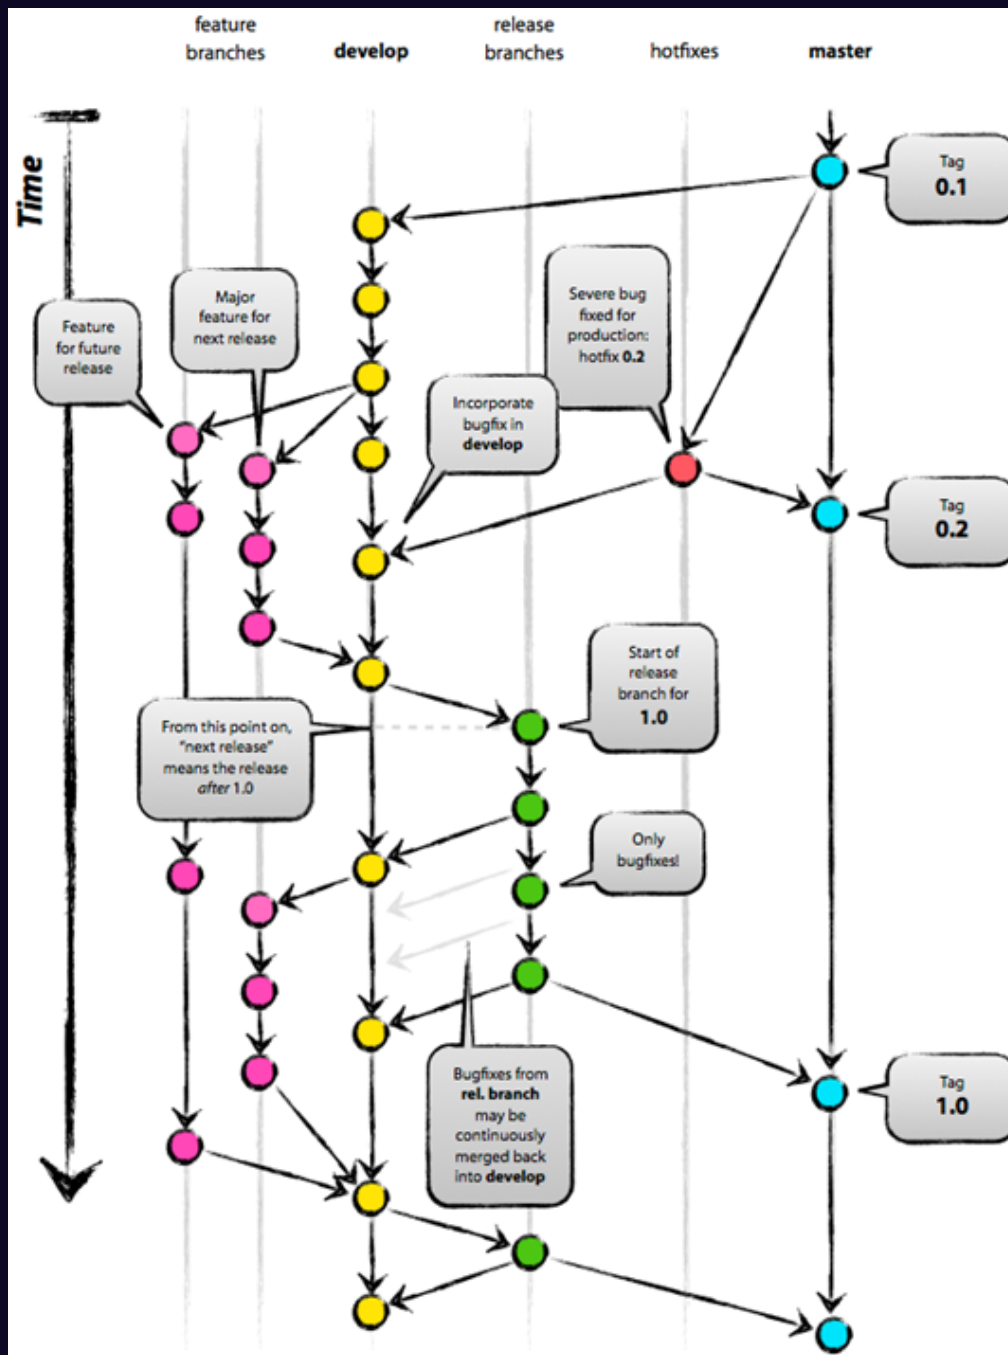 feature
branches
develop
release
branches
hotfixes
master
Time
Tag
0.1
Feature
for future
release
Major
feature for
next release
Severe bug
fixed for
production:
hotfix 0.2
Incorporate
bugfix in
develop
Tag
0.2
Start of
release
branch for
1.0
From this point on,
“next release”
means the release
after 1.0
Only
bugfixes!
Bugfixes from
rel. branch
may be
continuously
merged back
into develop
Tag
1.0